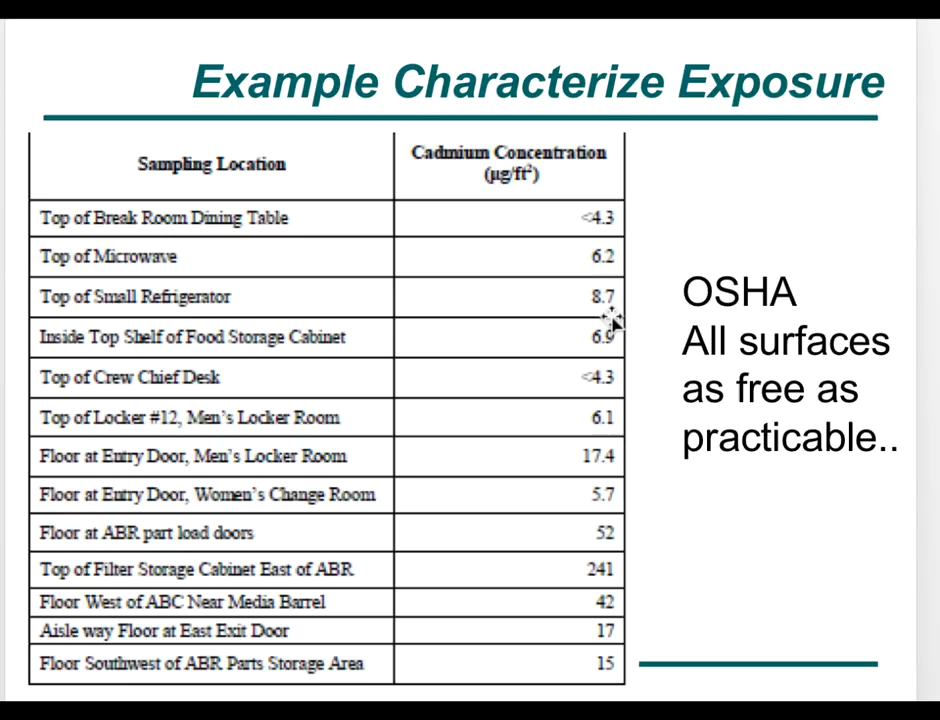 Example Characterize Exposure
Sampling Location
Cadmium Concentration
(µg/ft²)
Top of Break Room Dining Table <4.3
Top of Microwave 6.2
Top of Small Refrigerator 8.7
Inside Top Shelf of Food Storage Cabinet 6.9
Top of Crew Chief Desk <4.3
Top of Locker #12, Men's Locker Room 6.1
Floor at Entry Door, Men's Locker Room 17.4
Floor at Entry Door, Women's Change Room 5.7
Floor at ABR part load doors 52
Top of Filter Storage Cabinet East of ABR 241
Floor West of ABC Near Media Barrel 42
Aisle way Floor at East Exit Door 17
Floor Southwest of ABR Parts Storage Area 15
OSHA
All surfaces
as free as
practicable..